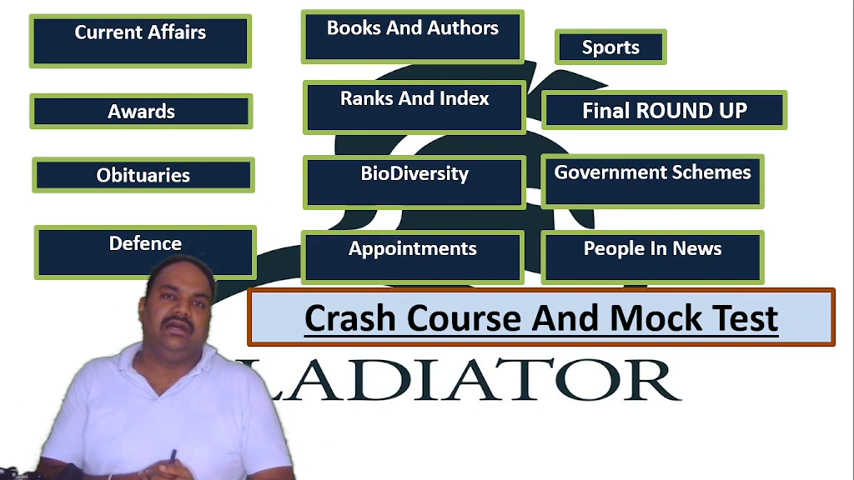 Current Affairs
Books And Authors
Sports
Awards
Ranks And Index
Final ROUND UP
Obituaries
BioDiversity
Government Schemes
Defence
Appointments
People In News
Crash Course And Mock Test
LADIATOR